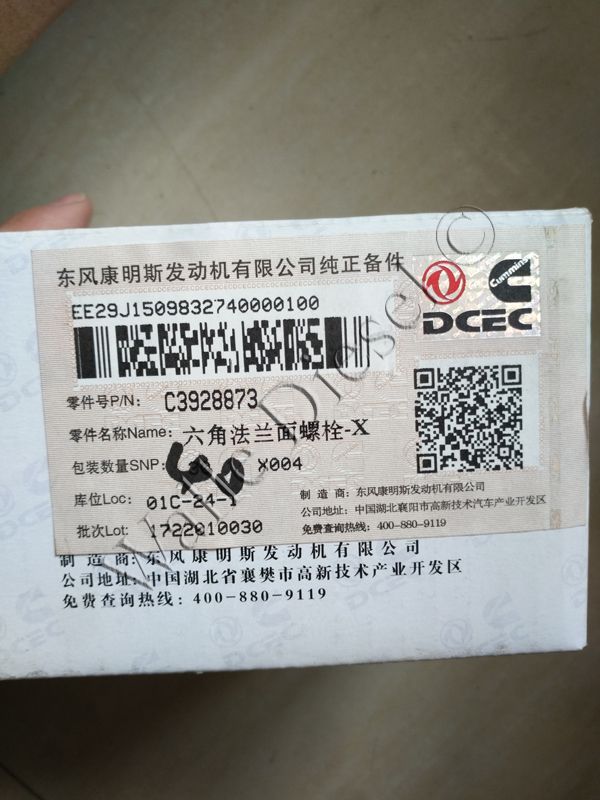 东风康明斯发动机有限公司纯正备件
EE29J1509832740000100
Cummins
DCEC
零件号P/N: C3928873
零件名称Name: 六角法兰面螺栓-X
包装数量SNP: X004
库位Loc: 01C-24-1
批次Lot: 1722010030
制 造 商: 东风康明斯发动机有限公司
公司地址: 中国湖北襄阳市高新技术汽车产业开发区
免费查询热线: 400-880-9119
制 造 商: 东风康明斯发动机有限公司
公司地址: 中国湖北省襄樊市高新技术产业开发区
免费查询热线: 400-880-9119
DCEC